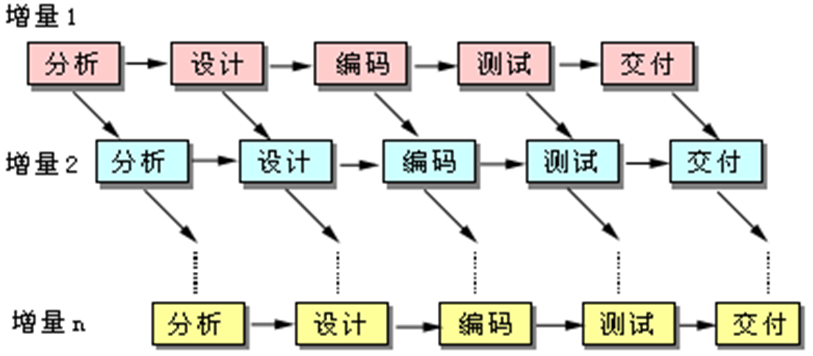 增量1
分析 设计 编码 测试 交付
增量2
分析 设计 编码 测试 交付
增量n
分析 设计 编码 测试 交付